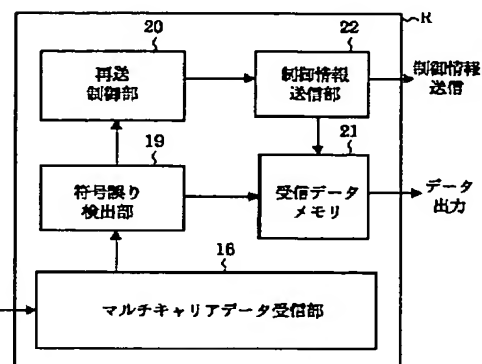 R
20
再送
制御部
22
制御情報
送信部
制御情報
送信
19
符号誤り
検出部
21
受信データ
メモリ
データ
出力
16
マルチキャリアデータ受信部